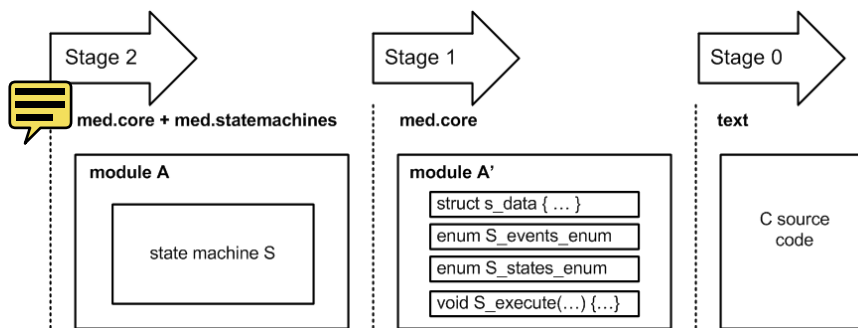 Stage 2
Stage 1
Stage 0
med.core + med.statemachines
med.core
text
module A
state machine S
module A’
struct s_data { … }
enum S_events_enum
enum S_states_enum
void S_execute(…) {…}
C source
code